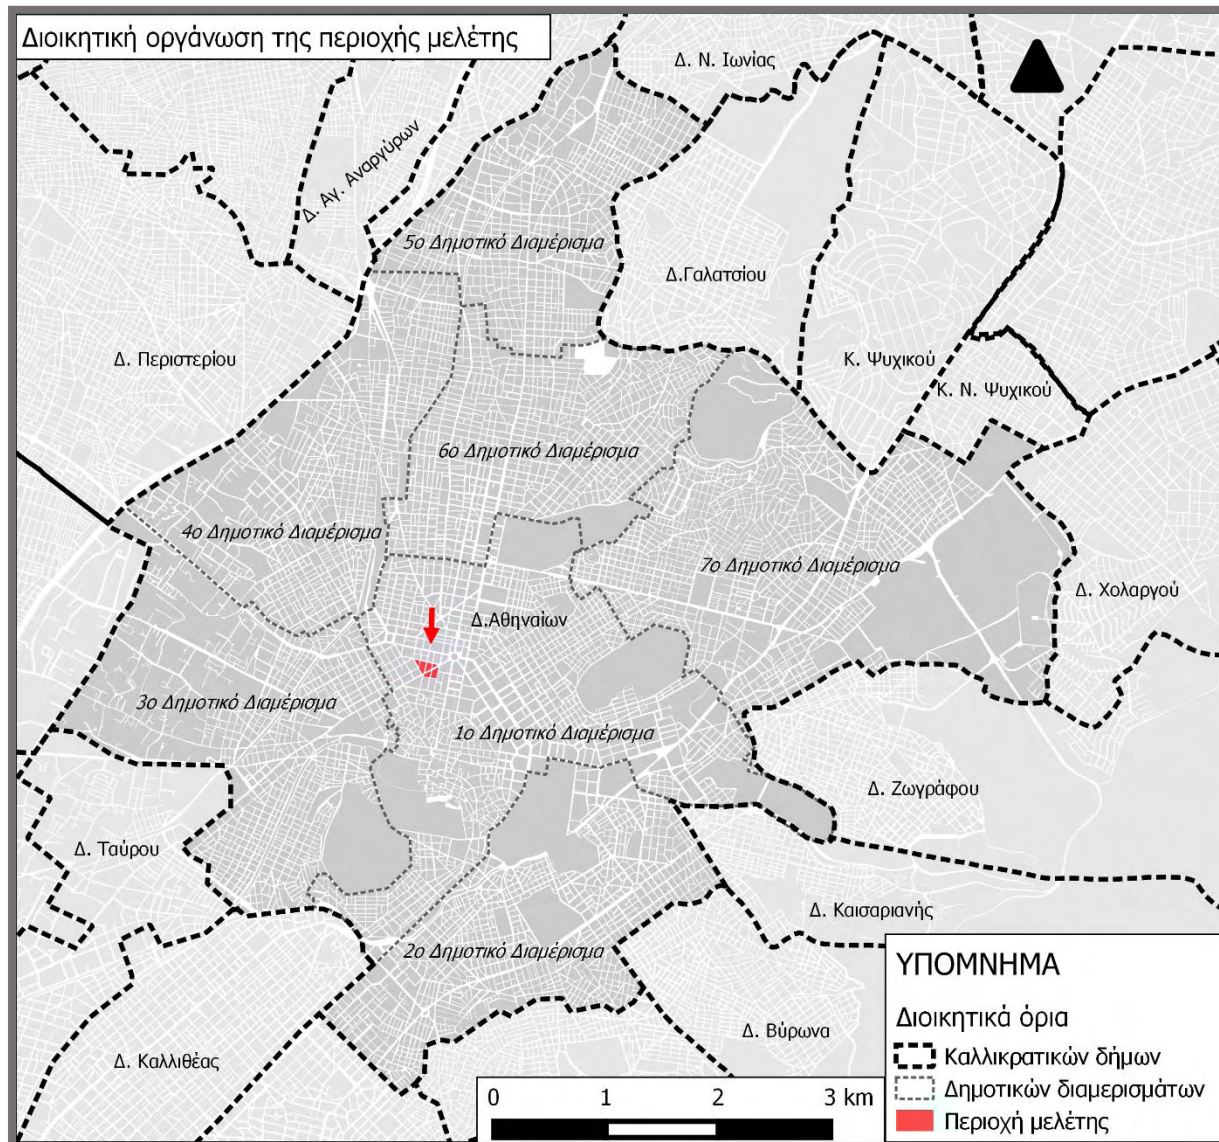 Διοικητική οργάνωση της περιοχής μελέτης
Δ. Ν. Ιωνίας
Δ. Αγ. Αναργύρων
5ο Δημοτικό Διαμέρισμα
Δ.Γαλατσίου
Δ. Περιστερίου
Κ. Ψυχικού
Κ. Ν. Ψυχικού
6ο Δημοτικό Διαμέρισμα
4ο Δημοτικό Διαμέρισμα
7ο Δημοτικό Διαμέρισμα
Δ. Χολαργού
Δ.Αθηναίων
3ο Δημοτικό Διαμέρισμα
1ο Δημοτικό Διαμέρισμα
Δ. Ζωγράφου
Δ. Ταύρου
Δ. Καισαριανής
2ο Δημοτικό Διαμέρισμα
Δ. Βύρωνα
Δ. Καλλιθέας
ΥΠΟΜΝΗΜΑ
Διοικητικά όρια
Καλλικρατικών δήμων
Δημοτικών διαμερισμάτων
Περιοχή μελέτης
0 1 2 3 km